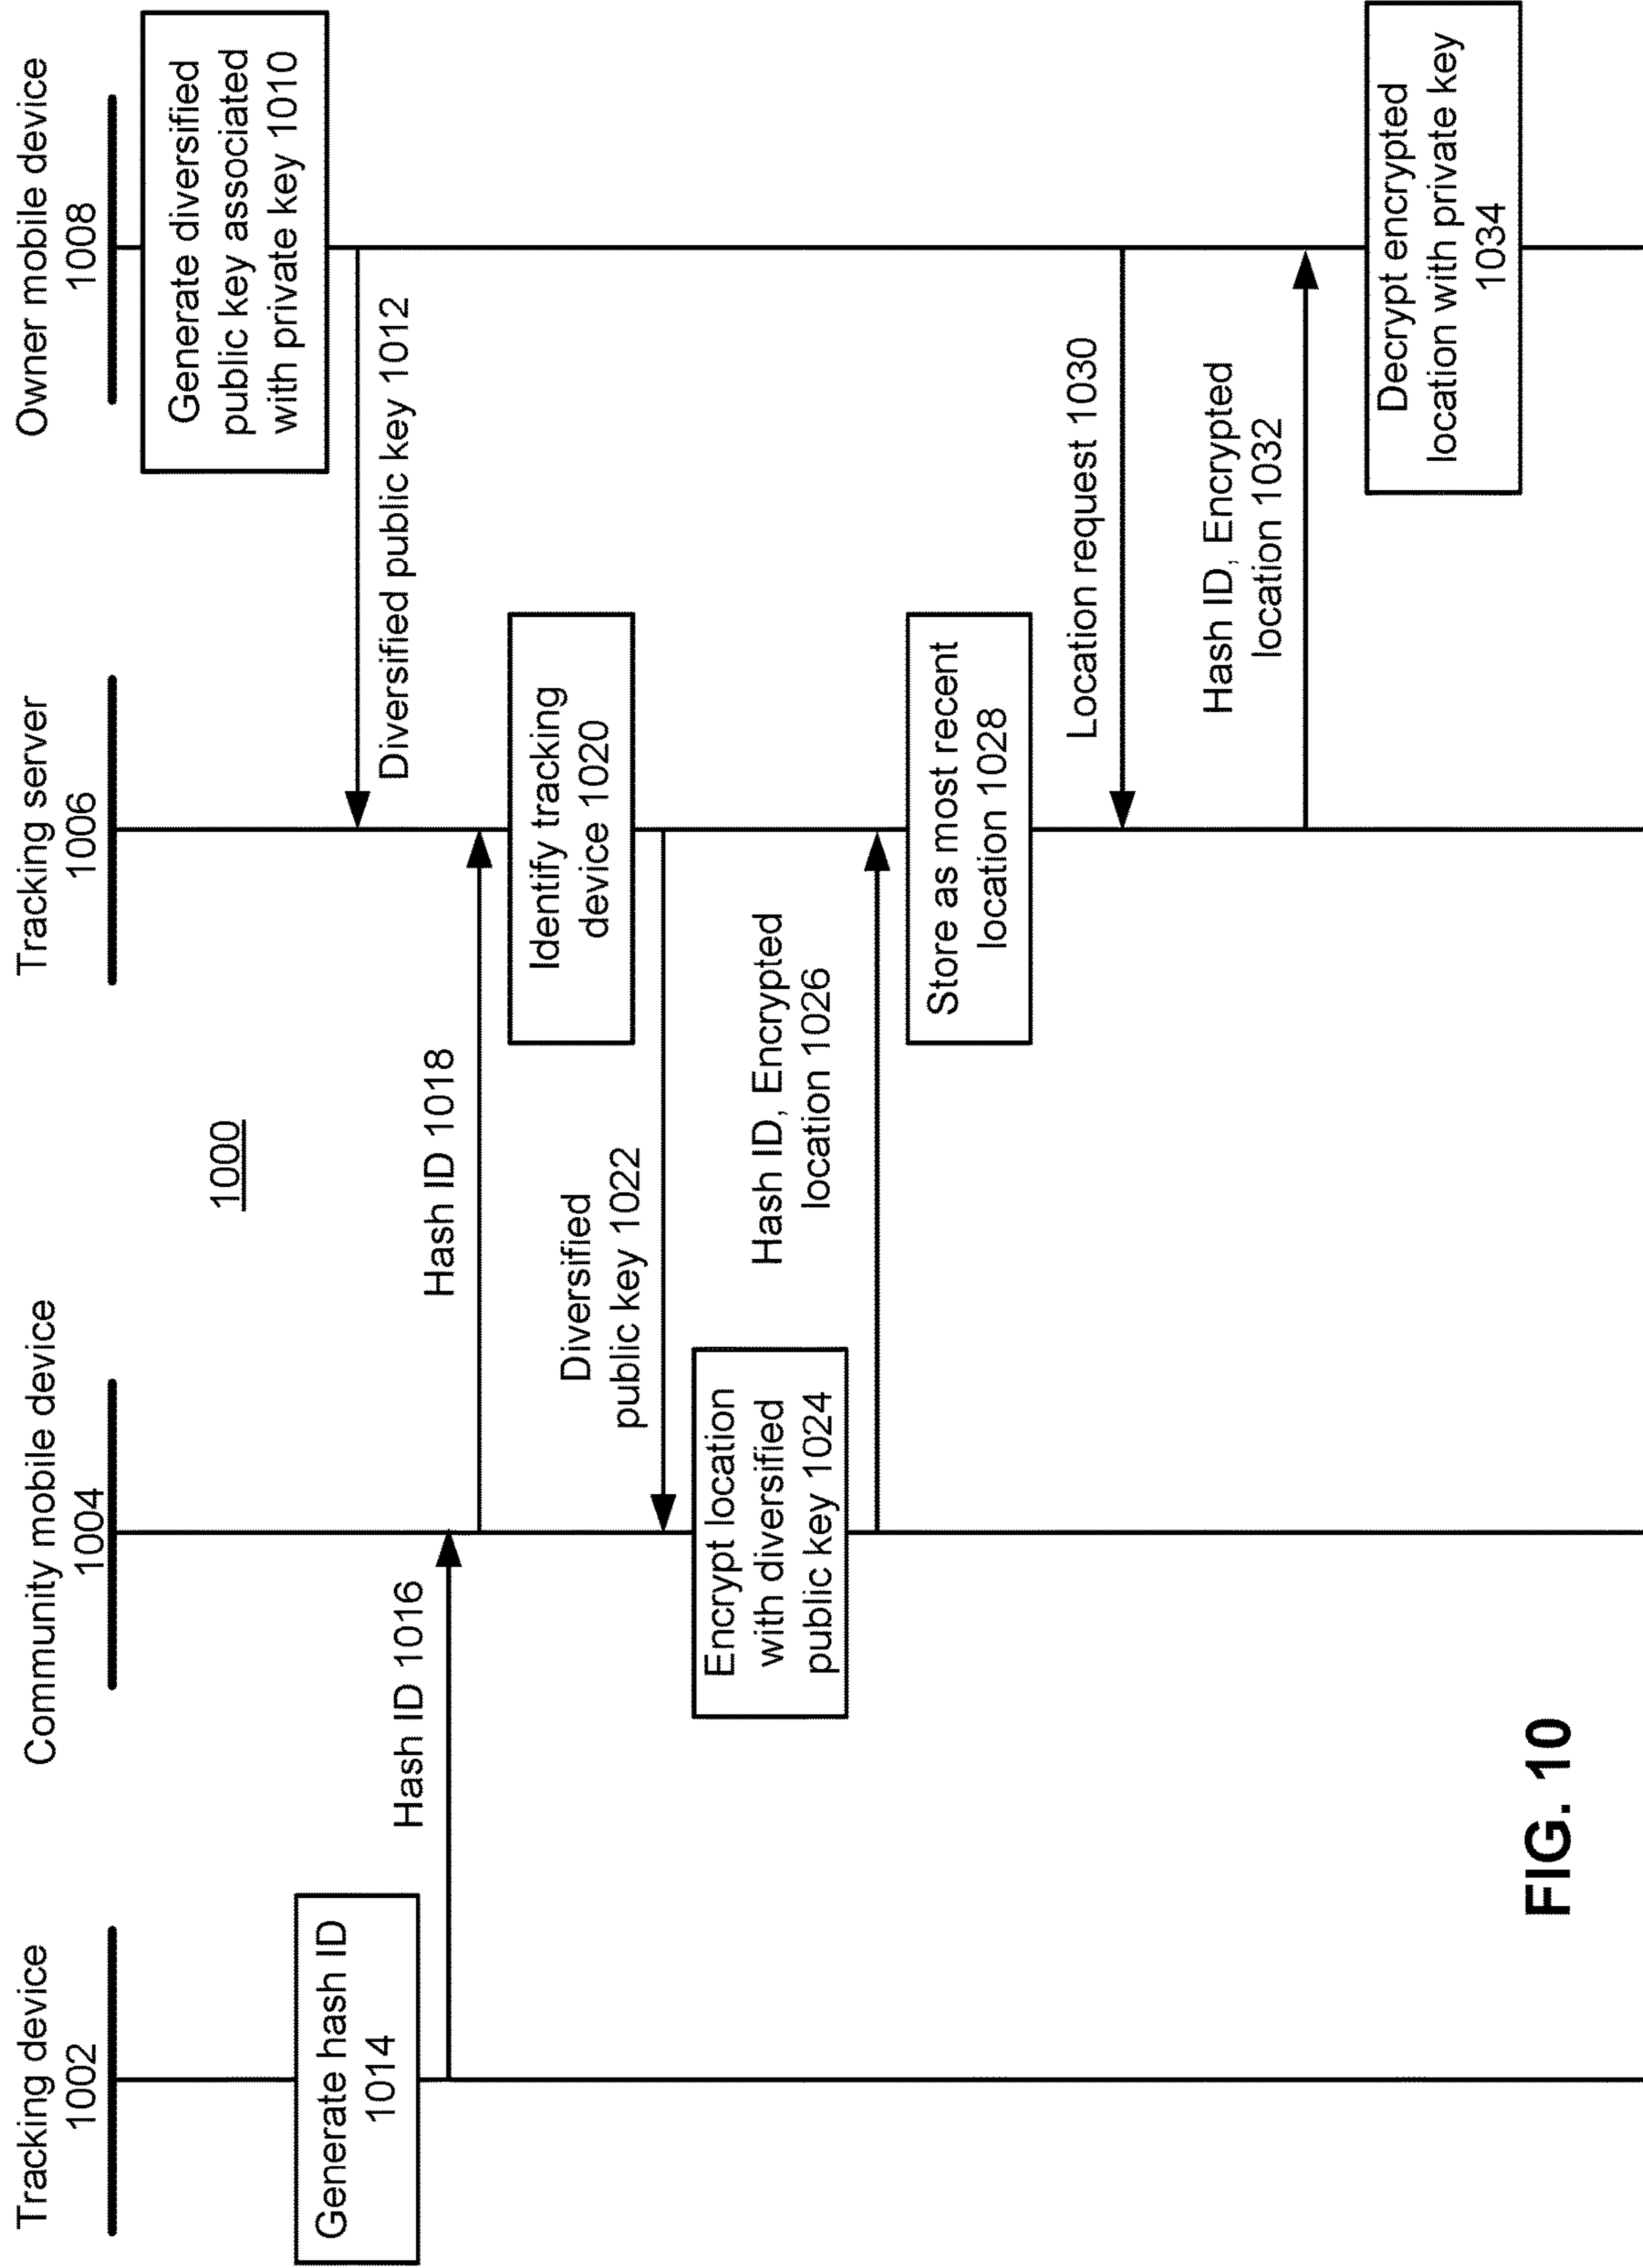 Tracking device
1002
Community mobile device
1004
Tracking server
1006
Owner mobile device
1008
Generate diversified
public key associated
with private key 1010
1000
Diversified public key 1012
Generate hash ID
1014
Hash ID 1016
Hash ID 1018
Identify tracking
device 1020
Diversified
public key 1022
Encrypt location
with diversified
public key 1024
Hash ID, Encrypted
location 1026
Store as most recent
location 1028
Location request 1030
Hash ID, Encrypted
location 1032
Decrypt encrypted
location with private key
1034
FIG. 10